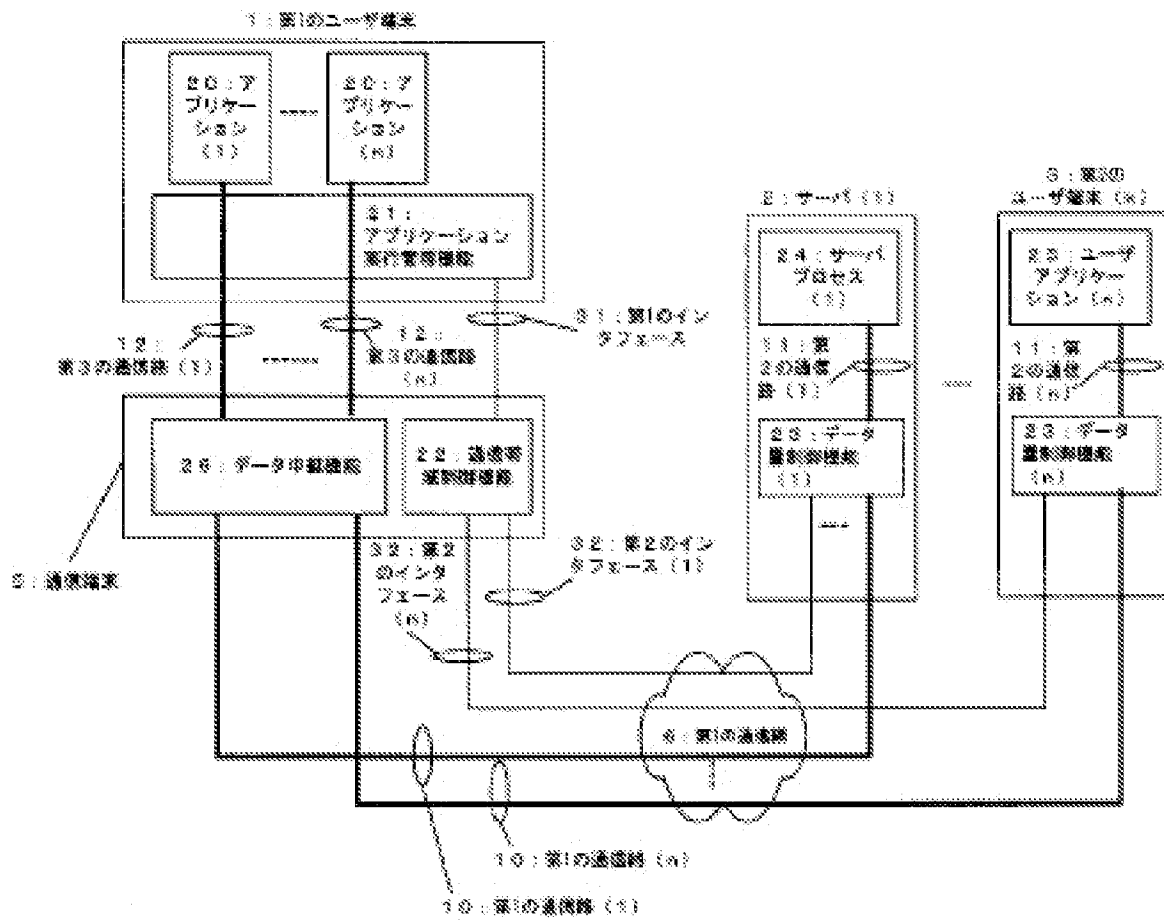 1：第1のユーザ端末
20：ア
プリケー
ション
(1)
20：ア
プリケー
ション
(n)
21：
アプリケーション
実行管理機能
31：第1のイン
タフェース
12：
第3の通信路 (1)
12：
第3の通信路
(n)
26：データ中継機能
22：通信帯
域制御機能
5：通信端末
32：第2
のインタ
フェース
(n)
32：第2のイン
タフェース (1)
2：サーバ (1)
24：サーバ
プロセス
(1)
11：第
2の通信
路 (1)
23：データ
量制御機能
(1)
3：第2の
ユーザ端末 (n)
ユーザ
アプリケー
ション (n)
11：第
2の通信
路 (n)
23：データ
量制御機能
(n)
6：第1の通信
10：第1の通信路 (n)
10：第1の通信路 (1)